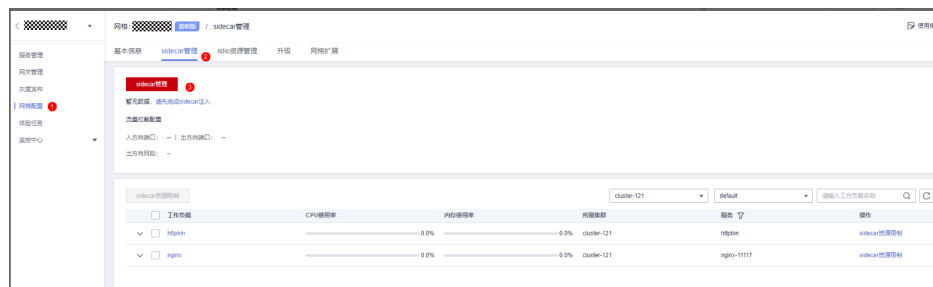 网格: 基础版 / sidecar管理
使用指
基本信息 sidecar管理 2 istio资源管理 升级 网格扩展
服务管理
网关管理
灰度发布
网格配置 1
体验任务
监控中心
sidecar管理 3
暂无数据，请先完成sidecar注入
流量拦截配置
入方向端口： -- | 出方向端口： --
出方向网段： --
sidecar资源限制 cluster-121 default 请输入工作负载名称
工作负载 CPU使用率 内存使用率 所属集群 服务 操作
httpbin 0.0% 0.0% cluster-121 httpbin sidecar资源限制
nginx 0.0% 0.0% cluster-121 nginx-11117 sidecar资源限制